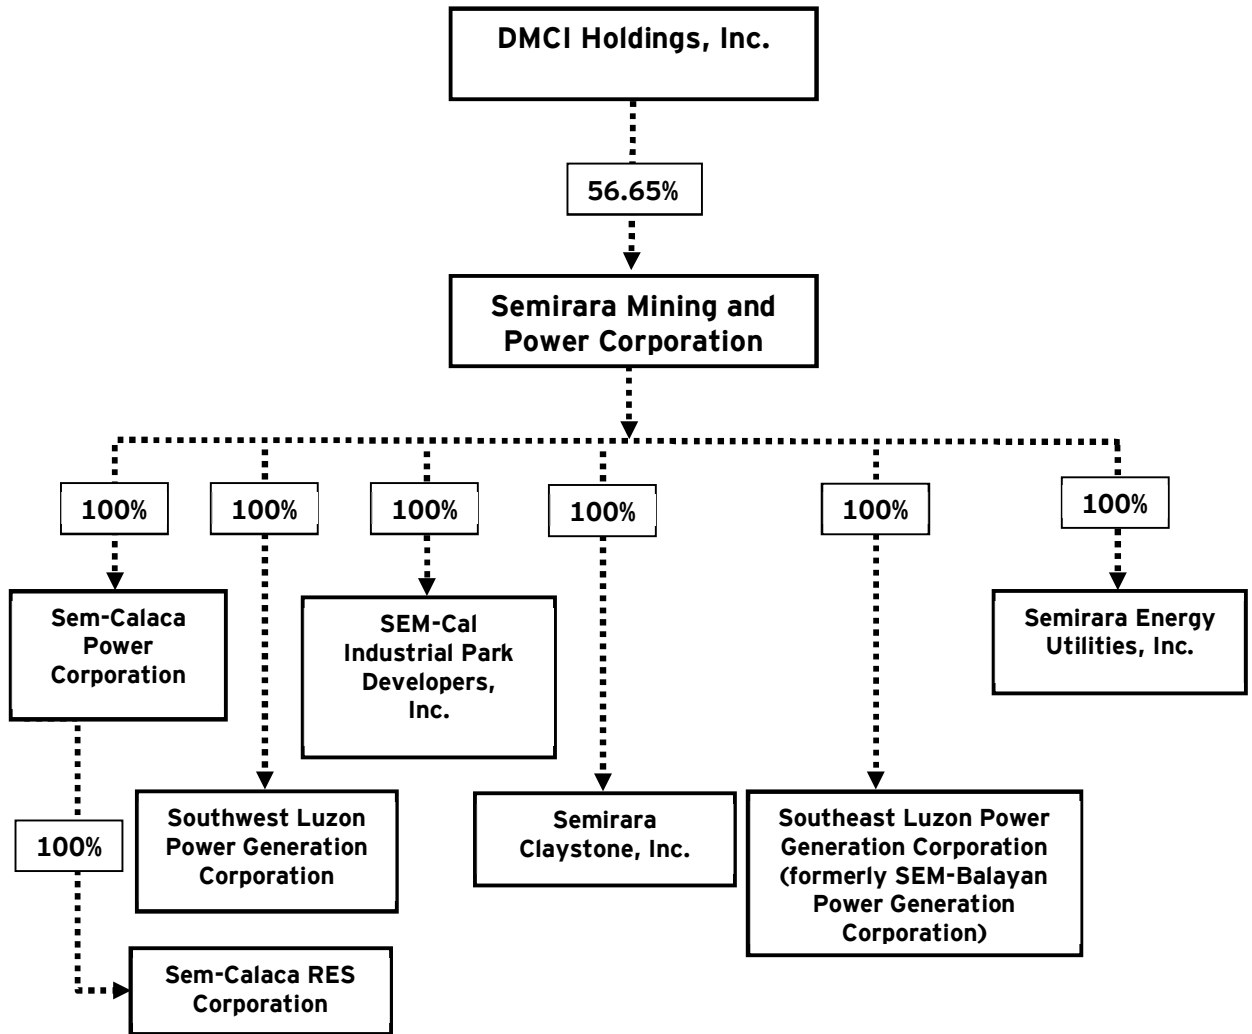 DMCI Holdings, Inc.
56.65%
Semirara Mining and
Power Corporation
100%
100%
100%
100%
100%
100%
Sem-Calaca
Power
Corporation
SEM-Cal
Industrial Park
Developers,
Inc.
Semirara Energy
Utilities, Inc.
100%
Southwest Luzon
Power Generation
Corporation
Semirara
Claystone, Inc.
Southeast Luzon Power
Generation Corporation
(formerly SEM-Balayan
Power Generation
Corporation)
Sem-Calaca RES
Corporation